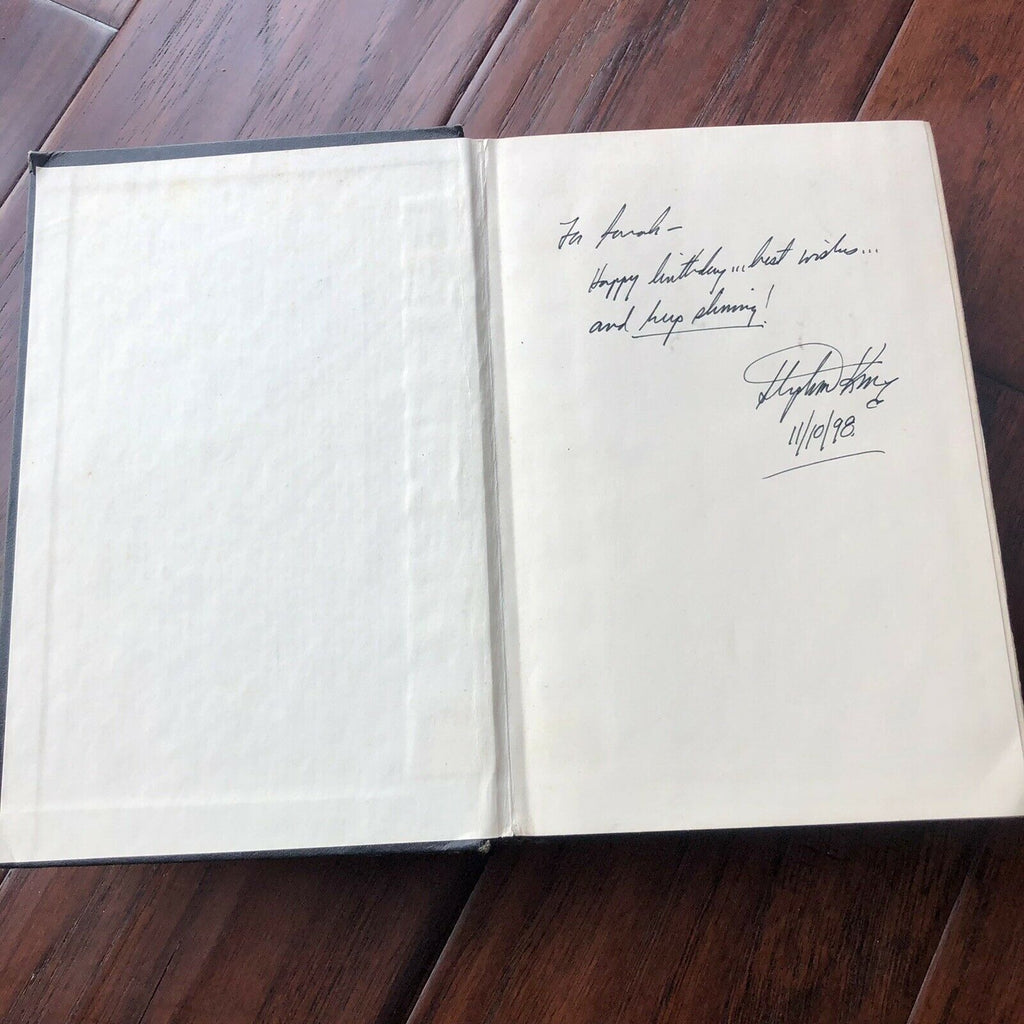 For Sarah—
Happy birthday...best wishes...
and keep shining!
Stephen King
11/10/98